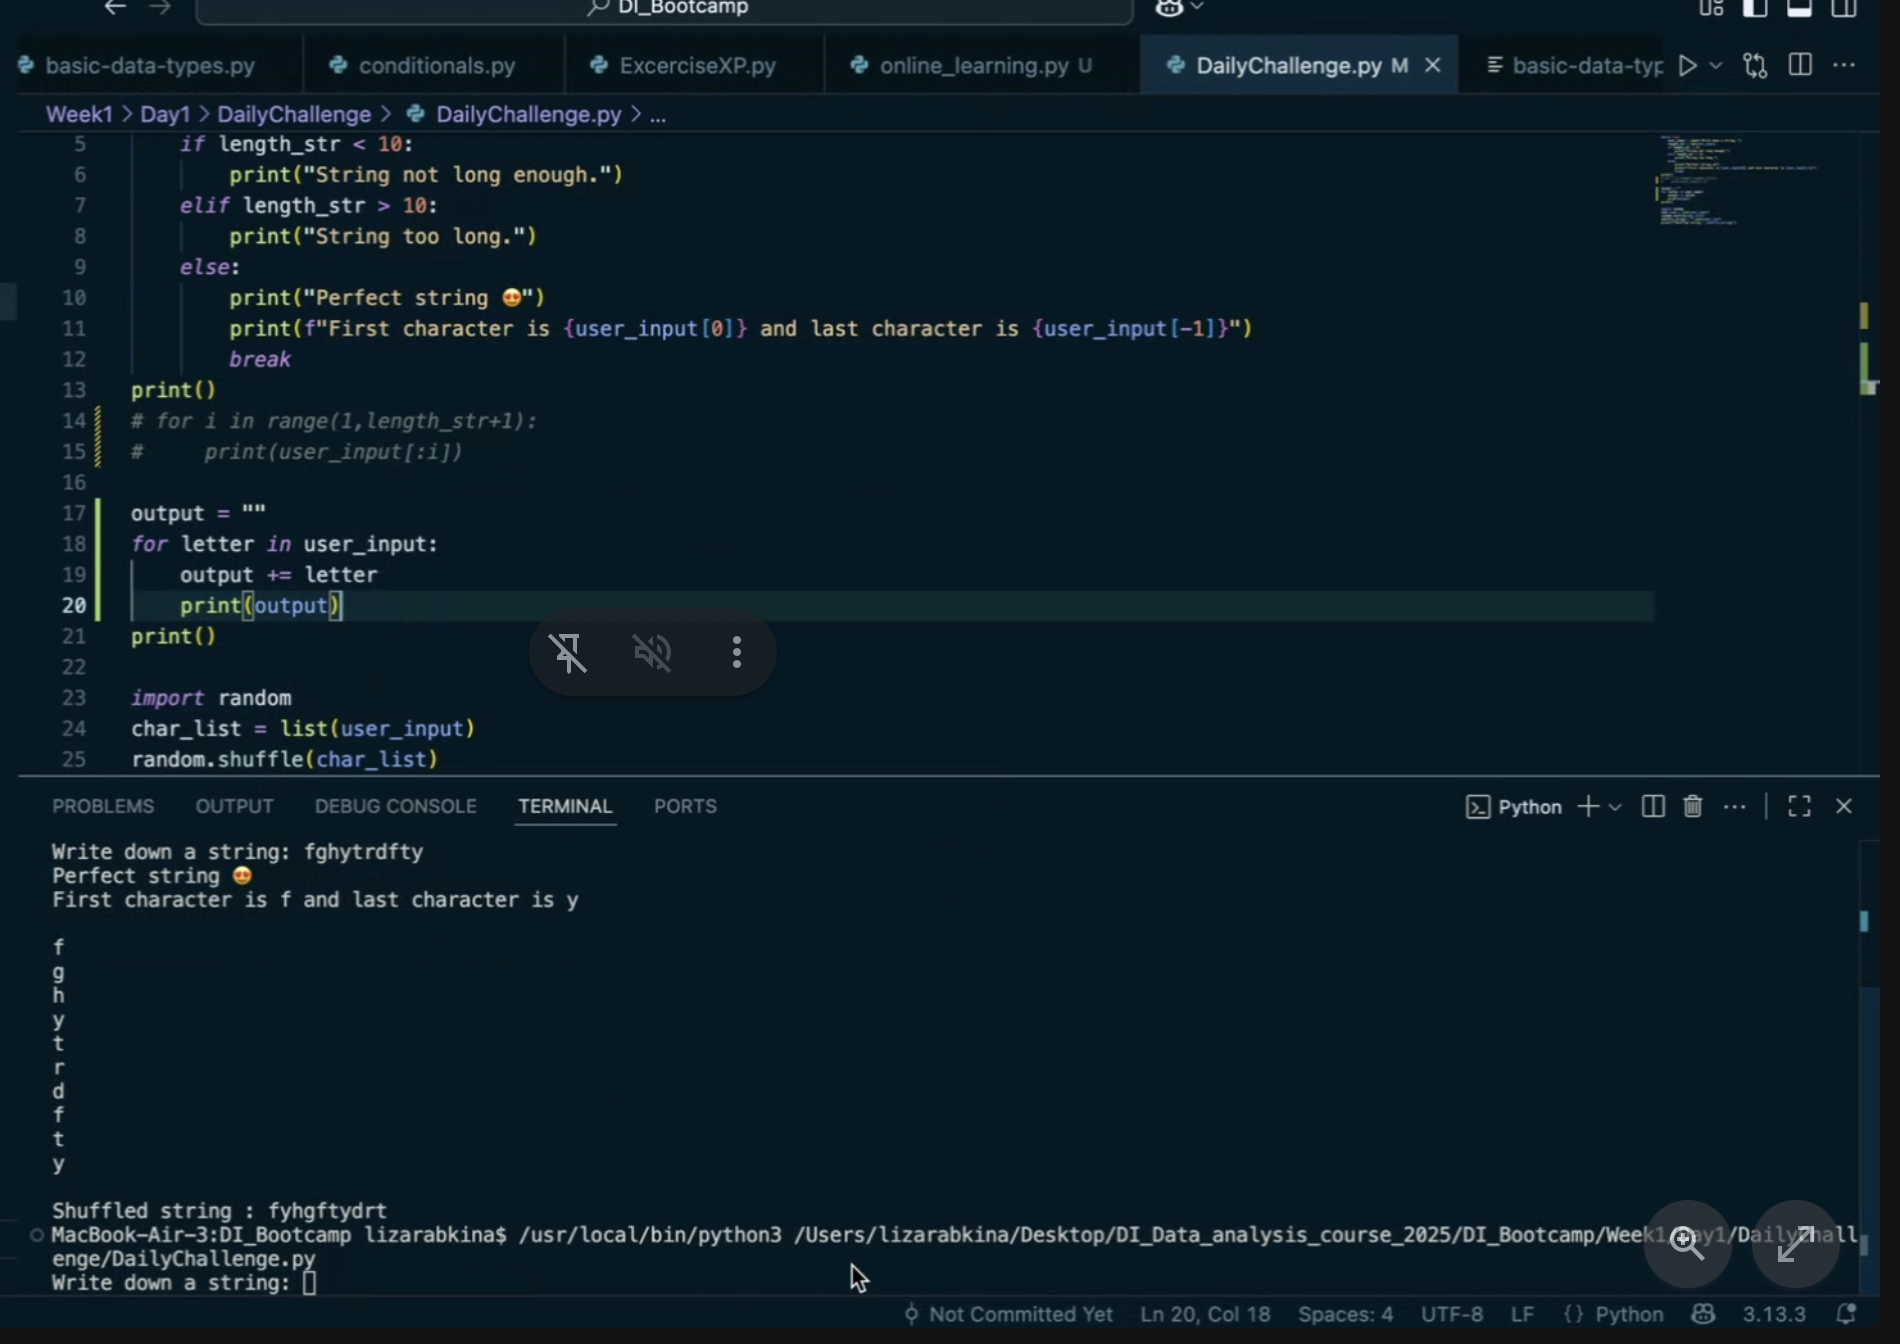 DI_Bootcamp
basic-data-types.py
conditionals.py
ExcerciseXP.py
online_learning.py U
DailyChallenge.py M
basic-data-typ
Week1 > Day1 > DailyChallenge > DailyChallenge.py > ...
5 if length_str < 10:
6 print("String not long enough.")
7 elif length_str > 10:
8 print("String too long.")
9 else:
10 print("Perfect string 😍")
11 print(f"First character is {user_input[0]} and last character is {user_input[-1]}")
12 break
13 print()
14 # for i in range(1,length_str+1):
15 #     print(user_input[:i])
16
17 output = ""
18 for letter in user_input:
19 output += letter
20 print(output)
21 print()
22
23 import random
24 char_list = list(user_input)
25 random.shuffle(char_list)
PROBLEMS OUTPUT DEBUG CONSOLE TERMINAL PORTS
Python
Write down a string: fghytrdfty
Perfect string 😍
First character is f and last character is y
f
g
h
y
t
r
d
f
t
y
Shuffled string : fyhgftydrt
MacBook-Air-3:DI_Bootcamp lizarabkina$ /usr/local/bin/python3 /Users/lizarabkina/Desktop/DI_Data_analysis_course_2025/DI_Bootcamp/Week1/Day1/DailyChall
enge/DailyChallenge.py
Write down a string:
Not Committed Yet Ln 20, Col 18 Spaces: 4 UTF-8 LF {} Python 3.13.3